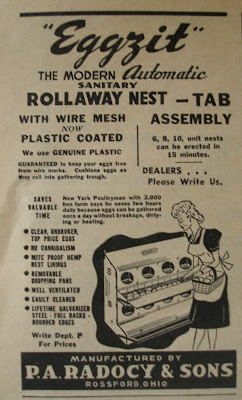 "Eggzit"
THE MODERN Automatic
SANITARY
ROLLAWAY NEST — TAB
WITH WIRE MESH
NOW
PLASTIC COATED
We use GENUINE PLASTIC
ASSEMBLY
6, 8, 10, unit nests
can be erected in
15 minutes.
GUARANTEED to keep your eggs free
from wire marks. Cushions eggs as
they roll into gathering trough.
DEALERS . . .
Please Write Us.
SAVES
VALUABLE
TIME
New York Poultryman with 2,000
hen farm says he saves two hours
daily because eggs can be gathered
once a day without breakage, dirty-
ing or heating.
● CLEAN, UNBROKEN,
TOP PRICE EGGS
● NO CANNIBALISM
● MITE PROOF HEMP
NEST LININGS
● REMOVABLE
DROPPING PANS
● WELL VENTILATED
● EASILY CLEANED
● LIFETIME GALVANIZED
STEEL - FULL BACKS -
ROUNDED EDGES
Write Dept. P
For Prices
MANUFACTURED BY
P.A. RADOCY & SONS
ROSSFORD, OHIO